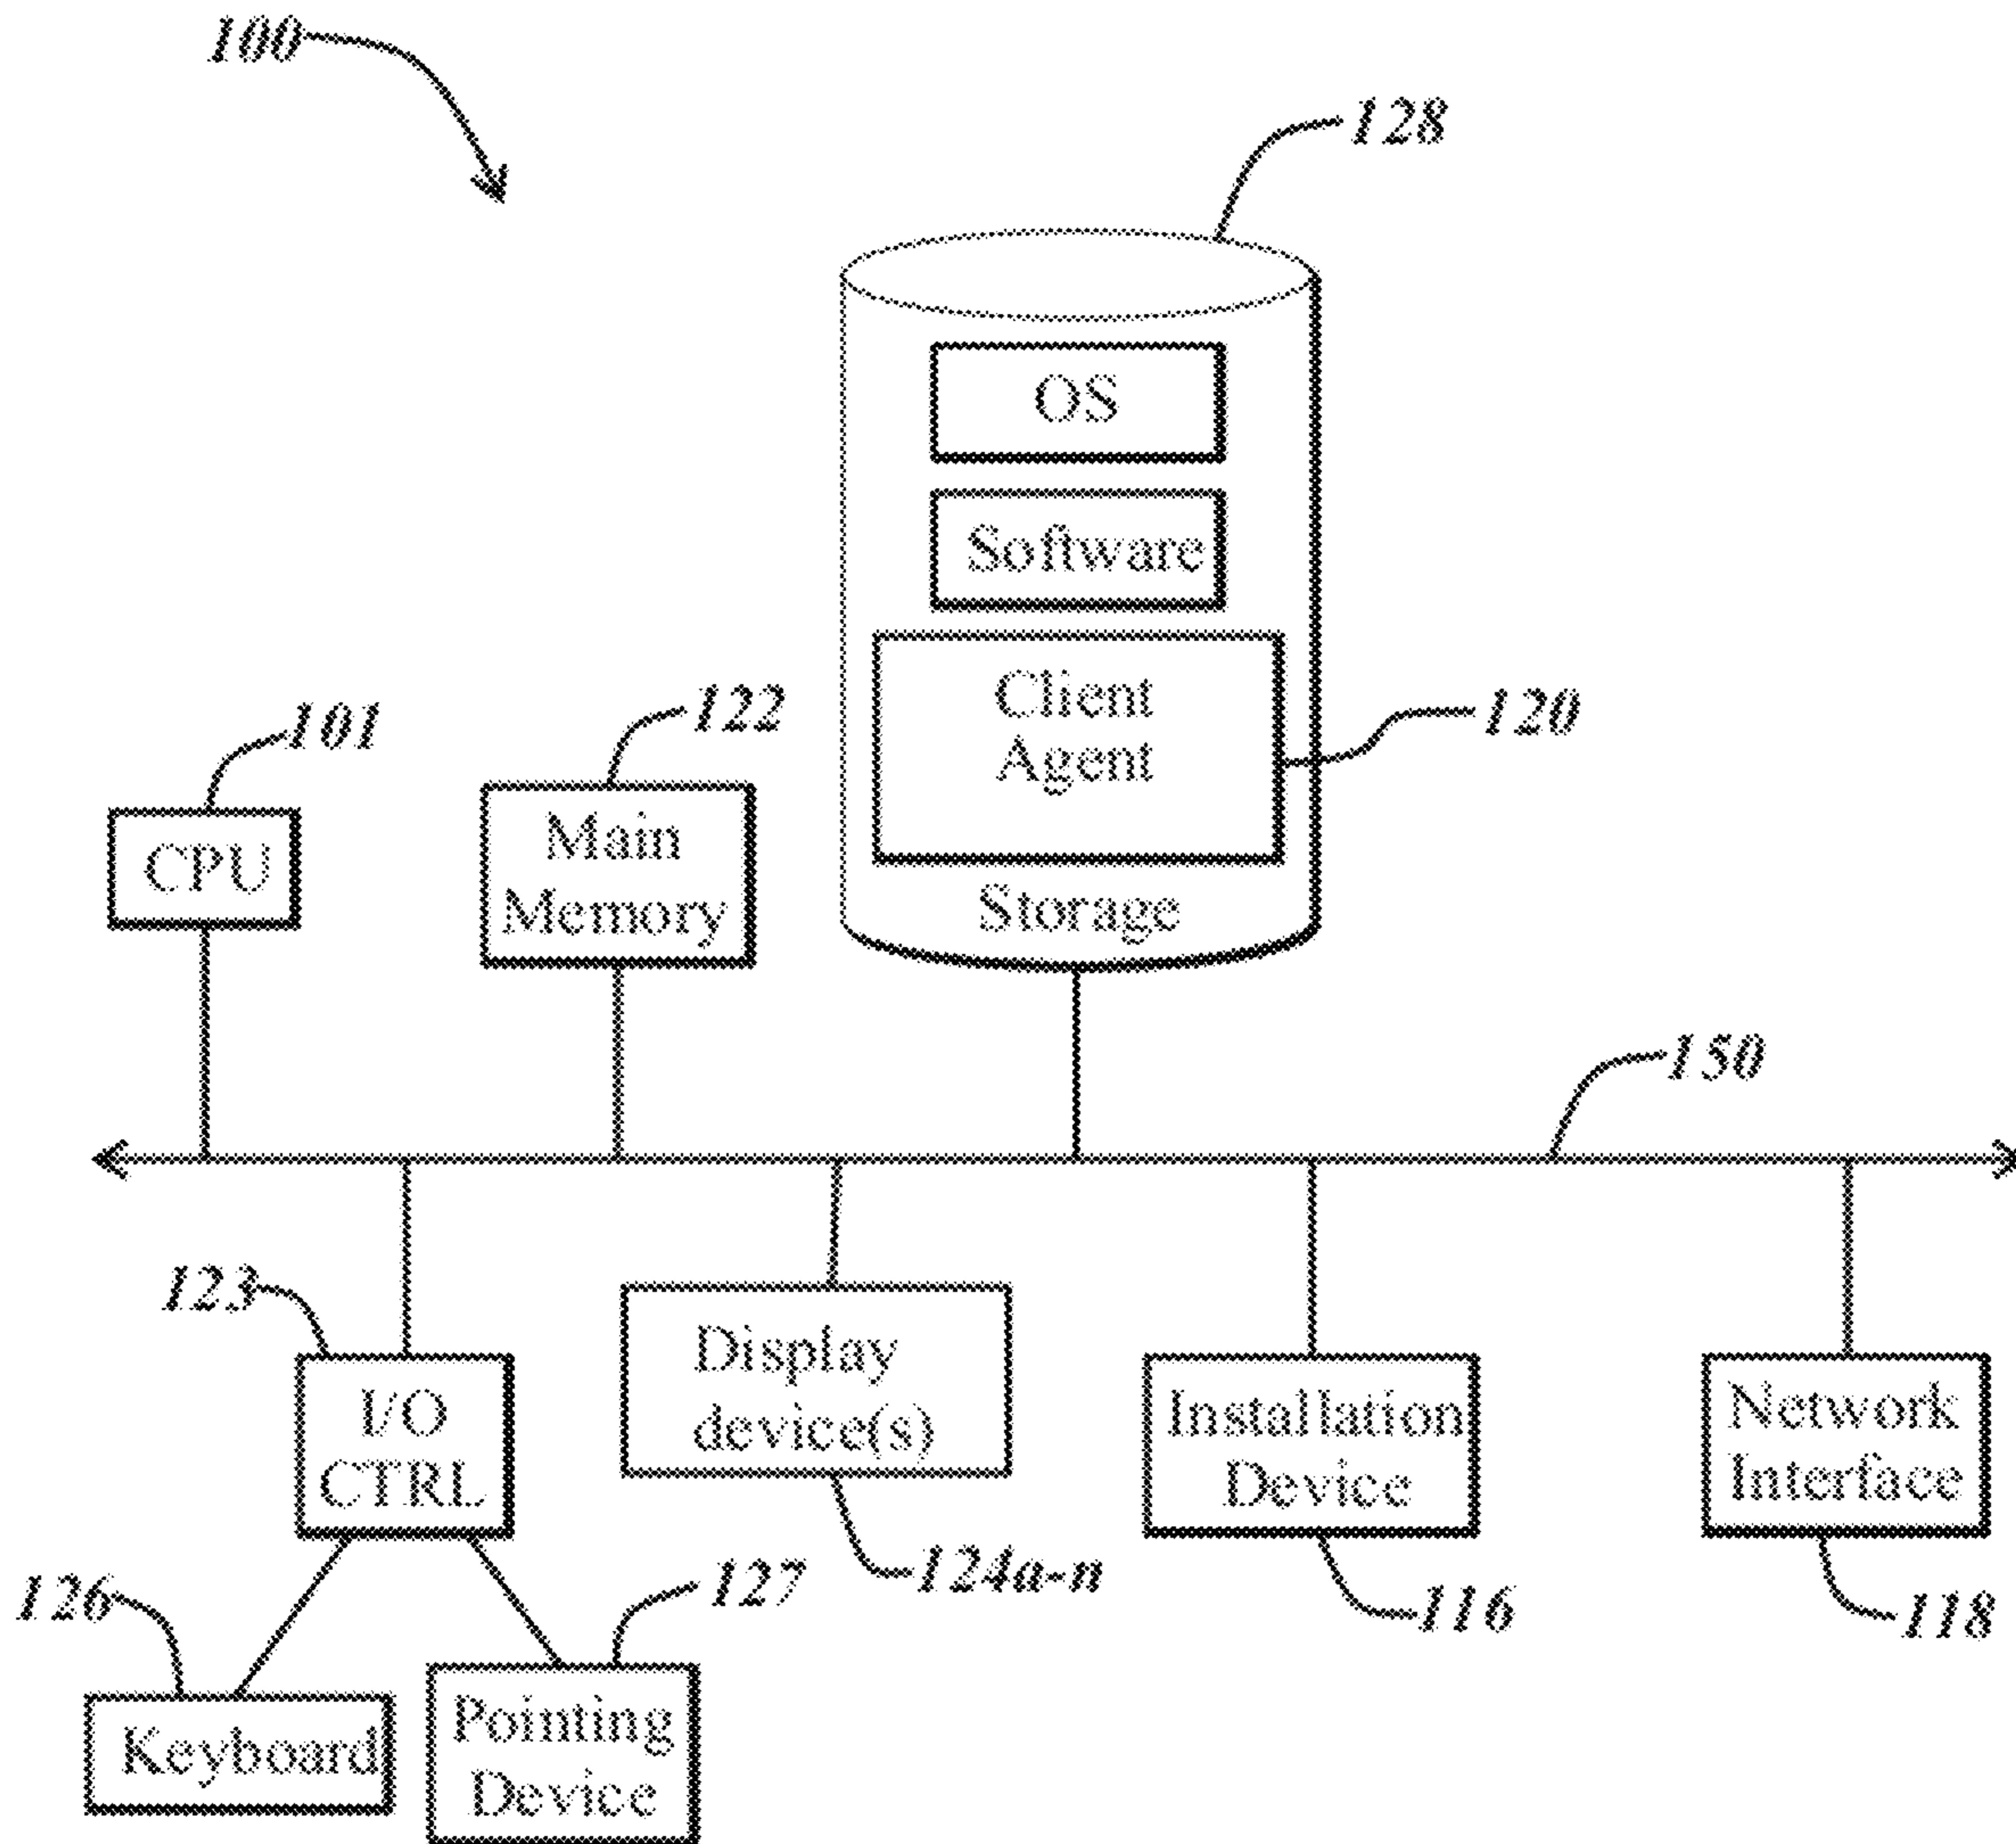 100
128
OS
Software
Client
Agent
120
Storage
101
CPU
122
Main
Memory
150
123
I/O
CTRL
Display
device(s)
124a-n
Installation
Device
116
Network
Interface
118
126
Keyboard
127
Pointing
Device